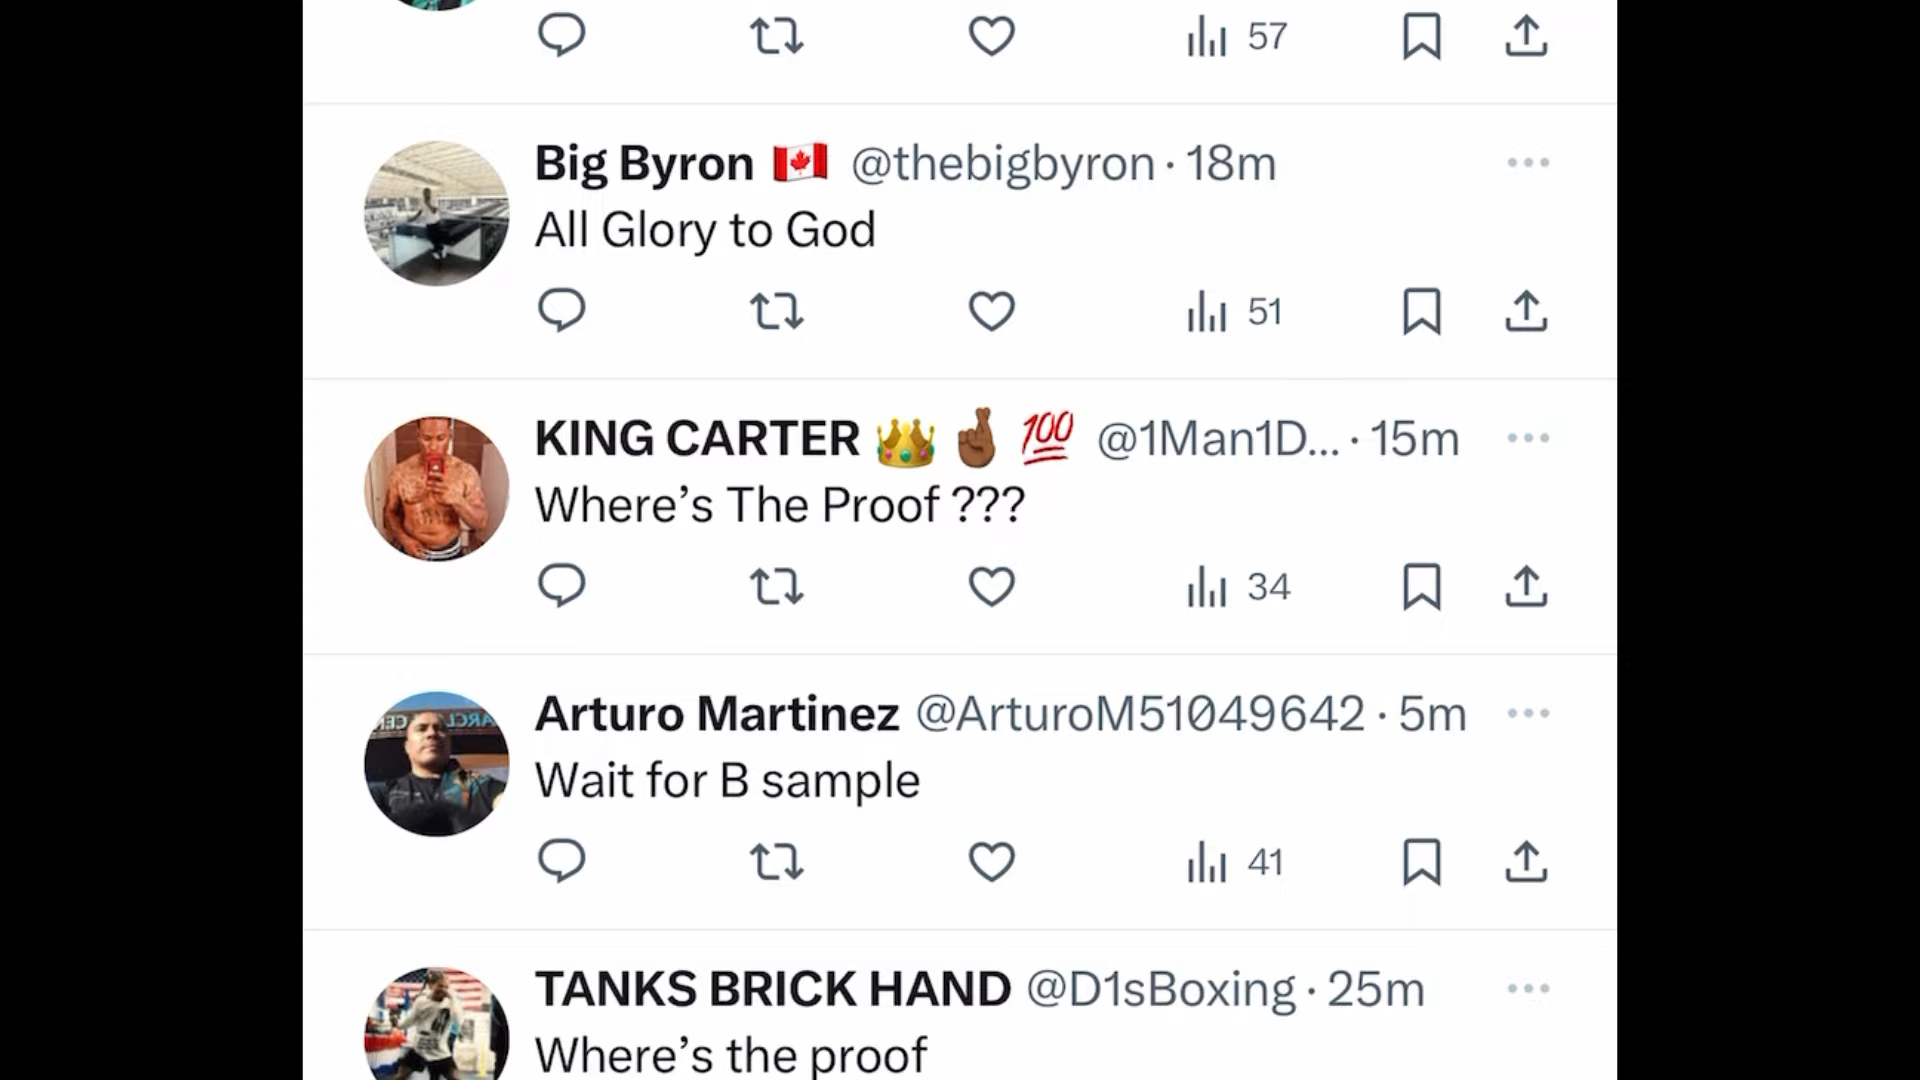 57
Big Byron 🇨🇦 @thebigbyron · 18m
All Glory to God
51
KING CARTER 👑 🤞🏾 💯 @1Man1D... · 15m
Where’s The Proof ???
34
Arturo Martinez @ArturoM51049642 · 5m
Wait for B sample
41
TANKS BRICK HAND @D1sBoxing · 25m
Where’s the proof